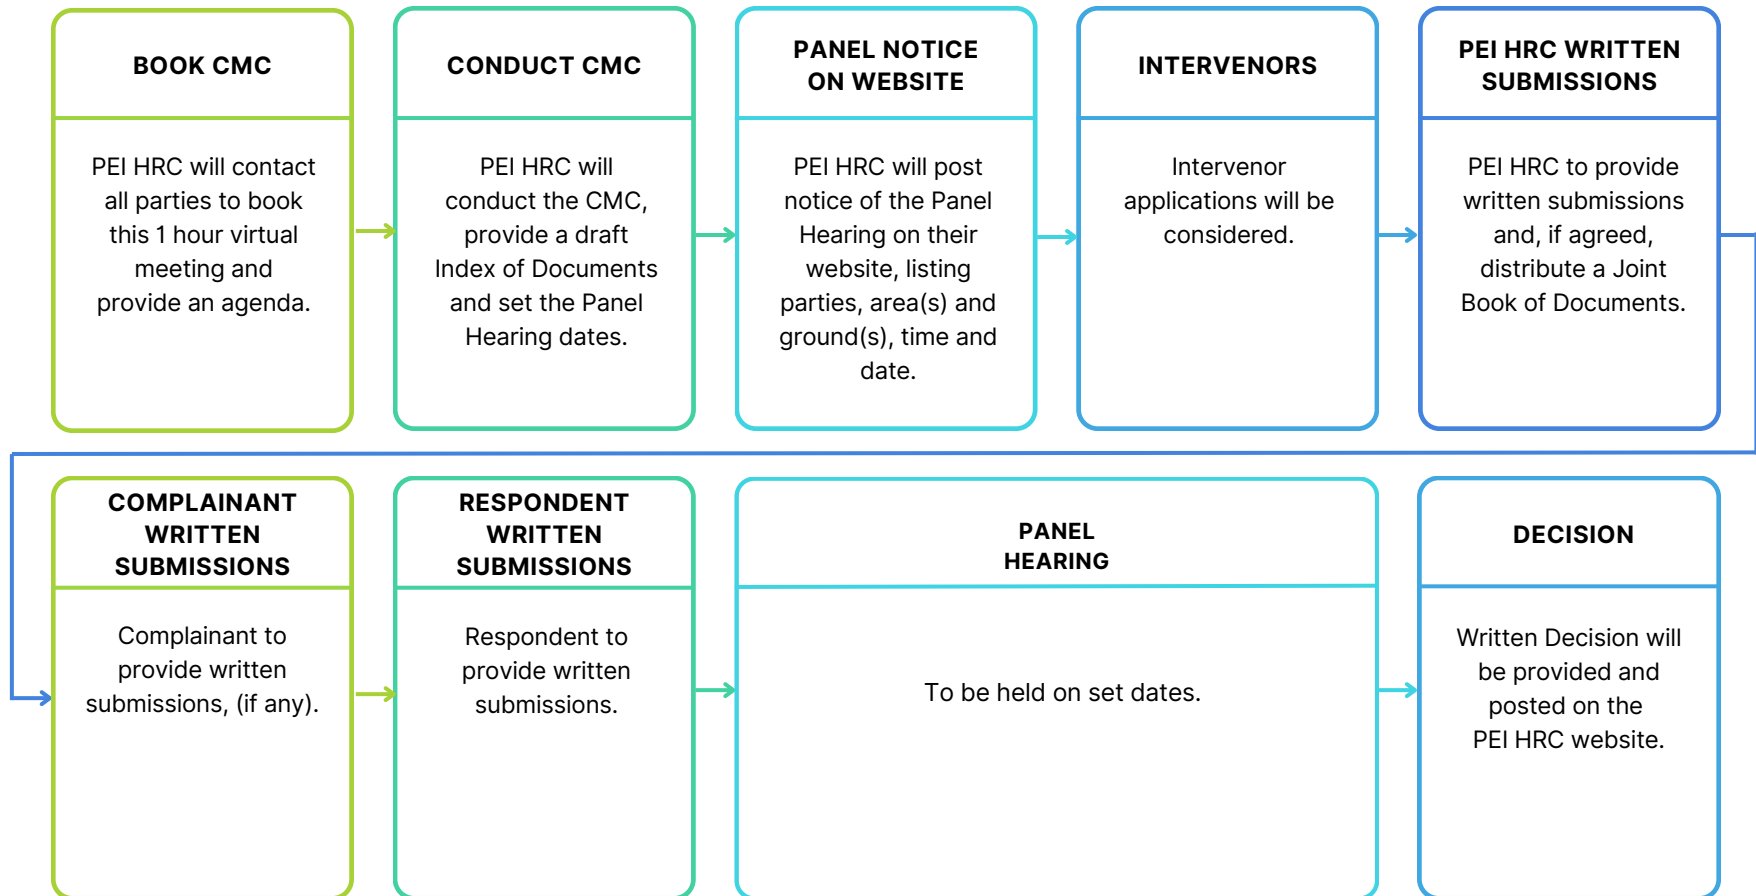 BOOK CMC
PEI HRC will contact
all parties to book
this 1 hour virtual
meeting and
provide an agenda.
CONDUCT CMC
PEI HRC will
conduct the CMC,
provide a draft
Index of Documents
and set the Panel
Hearing dates.
PANEL NOTICE
ON WEBSITE
PEI HRC will post
notice of the Panel
Hearing on their
website, listing
parties, area(s) and
ground(s), time and
date.
INTERVENORS
Intervenor
applications will be
considered.
PEI HRC WRITTEN
SUBMISSIONS
PEI HRC to provide
written submissions
and, if agreed,
distribute a Joint
Book of Documents.
COMPLAINANT
WRITTEN
SUBMISSIONS
Complainant to
provide written
submissions, (if any).
RESPONDENT
WRITTEN
SUBMISSIONS
Respondent to
provide written
submissions.
PANEL
HEARING
To be held on set dates.
DECISION
Written Decision will
be provided and
posted on the
PEI HRC website.